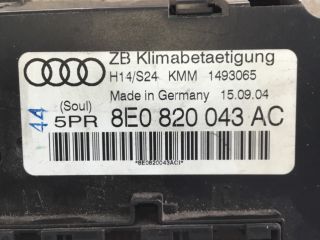 ZB Klimabetaetigung
H14/S24 KMM 1493065
Made in Germany 15.09.04
44
(Soul)
5PR 8E0 820 043 AC
*8E0820043AC*